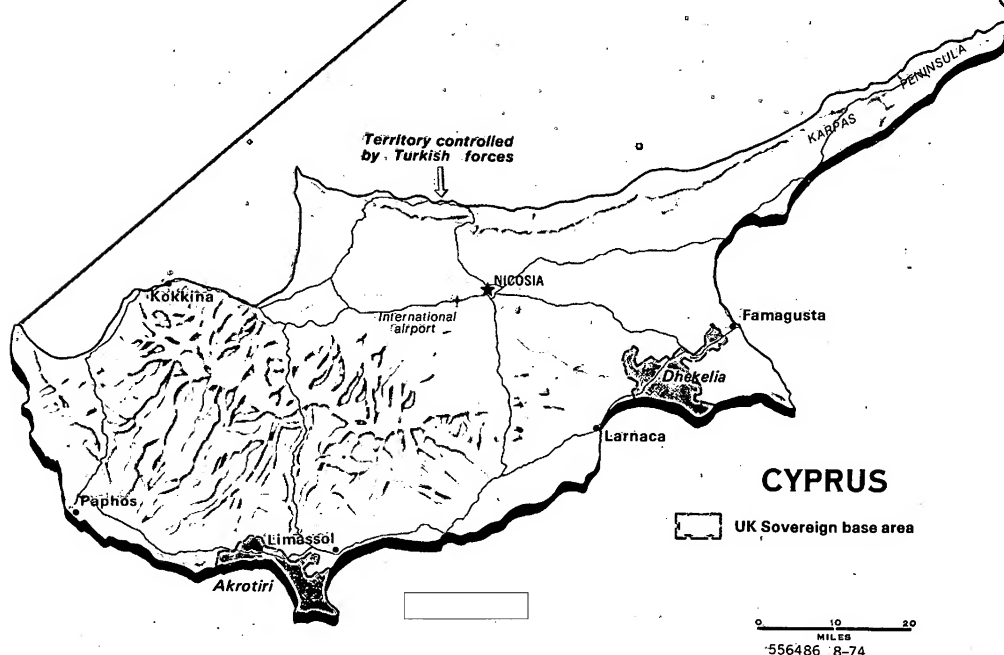 KARPAS PENINSULA
Territory controlled
by Turkish forces
Kokkina
NICOSIA
International
airport
Famagusta
Dhekelia
Larnaca
Paphos
Limassol
Akrotiri
CYPRUS
UK Sovereign base area
0 10 20
MILES
556486 8-74